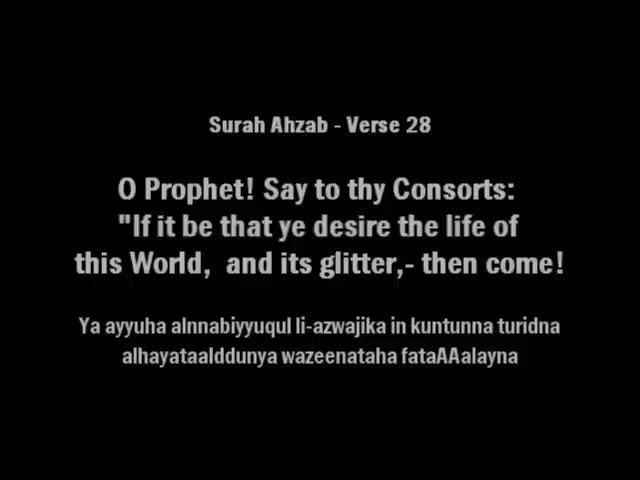 Surah Ahzab - Verse 28
O Prophet! Say to thy Consorts:
"If it be that ye desire the life of
this World,  and its glitter,- then come!
Ya ayyuha alnnabiyyuqul li-azwajika in kuntunna turidna
alhayataalddunya wazeenataha fataAAalayna